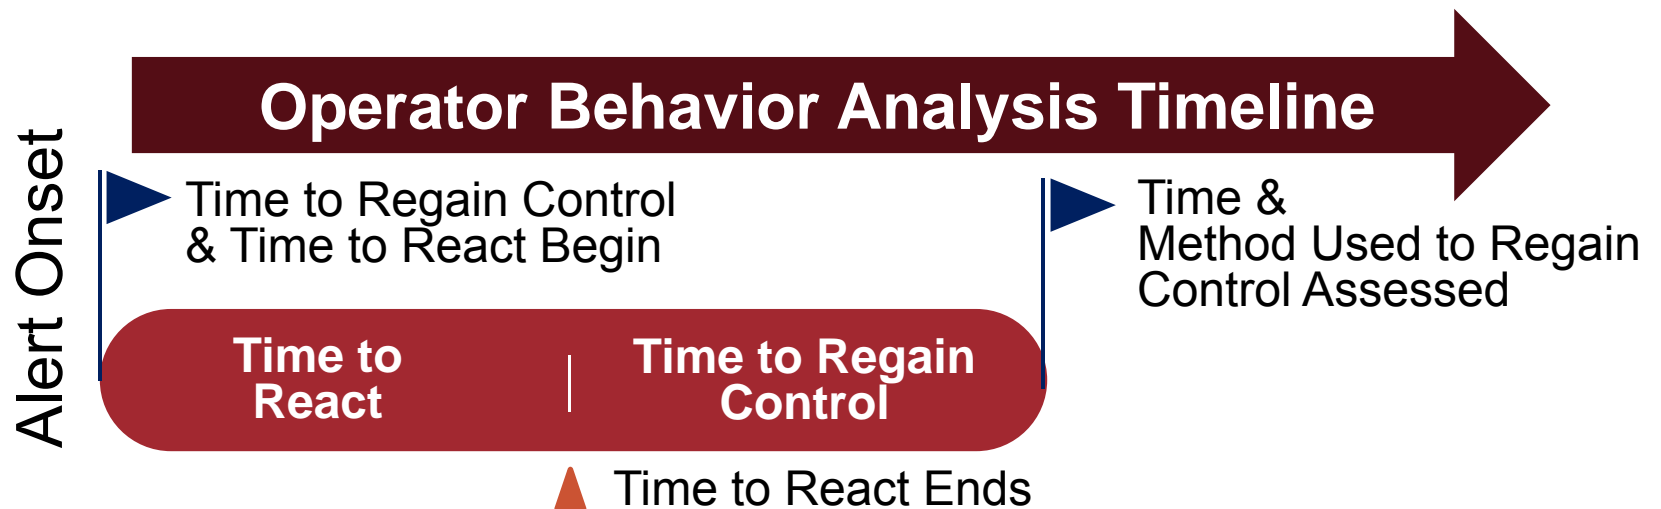 Operator Behavior Analysis Timeline
Alert Onset
Time to Regain Control
& Time to React Begin
Time &
Method Used to Regain
Control Assessed
Time to
React
Time to Regain
Control
Time to React Ends